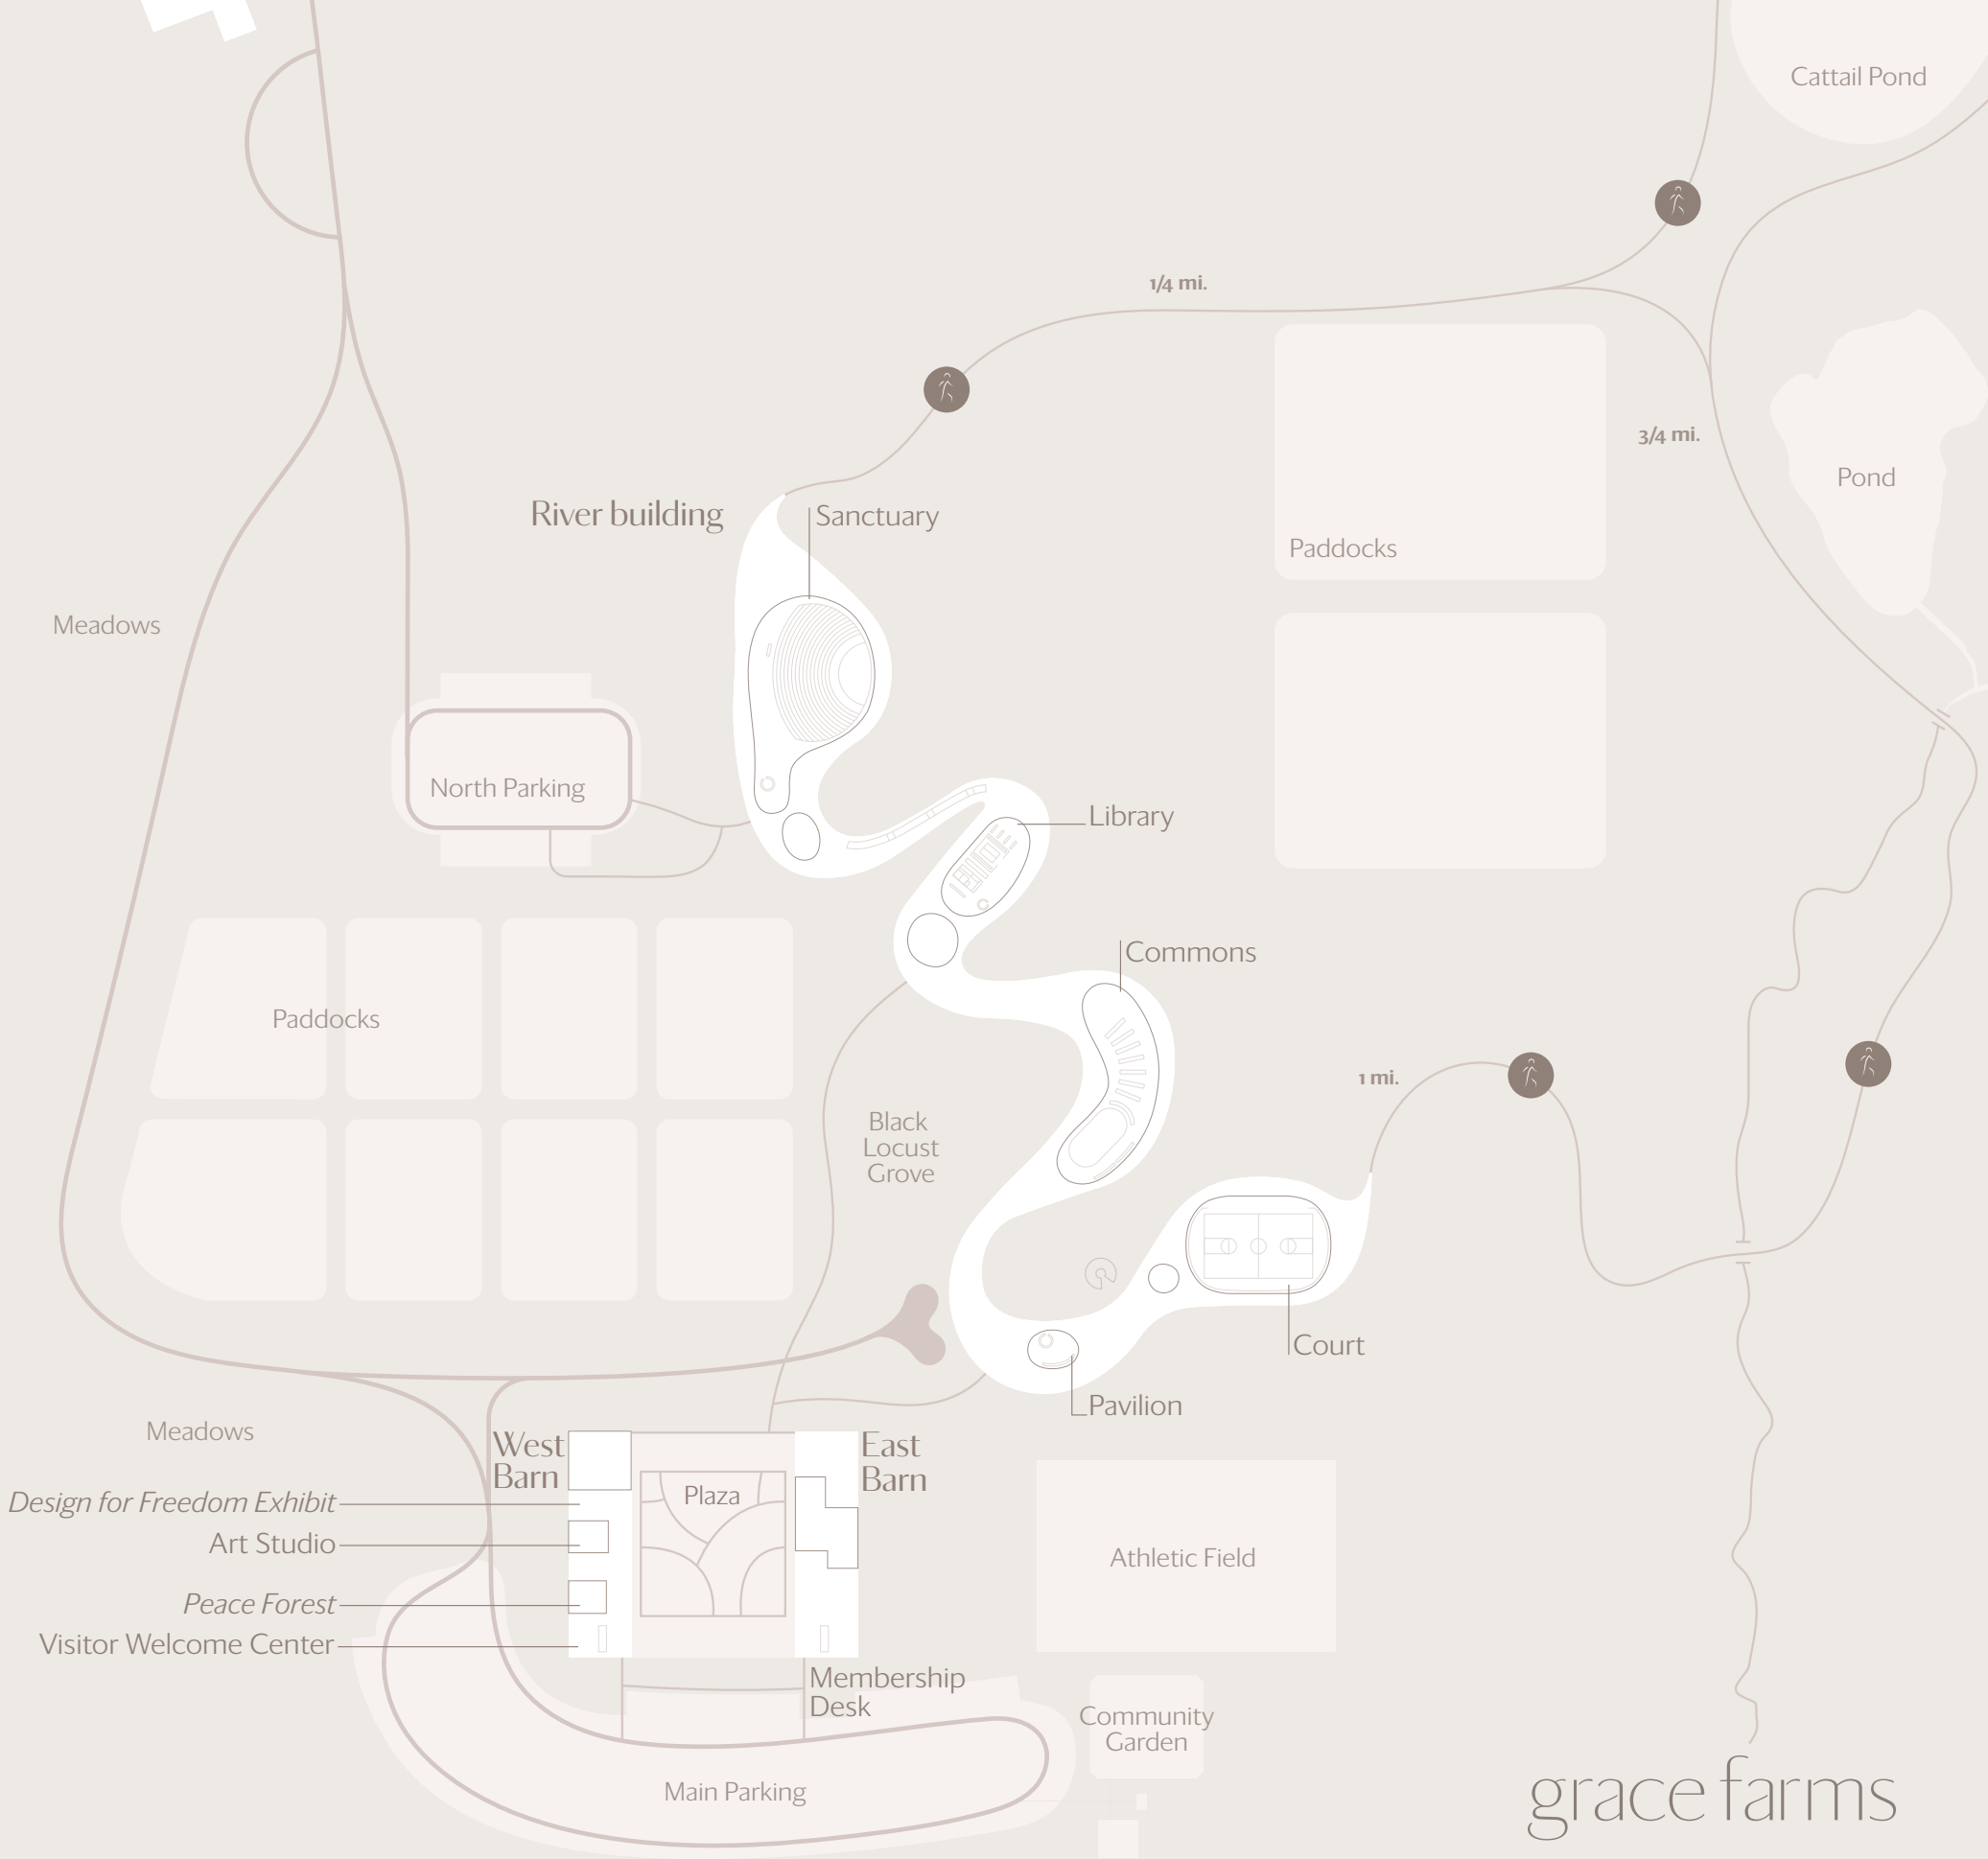 Cattail Pond
1/4 mi.
3/4 mi.
Pond
River building
Sanctuary
Paddocks
Meadows
North Parking
Library
Commons
Paddocks
1 mi.
Black
Locust
Grove
Court
Pavilion
Meadows
West
Barn
East
Barn
Plaza
Design for Freedom Exhibit
Art Studio
Athletic Field
Peace Forest
Visitor Welcome Center
Membership
Desk
Community
Garden
Main Parking
grace farms